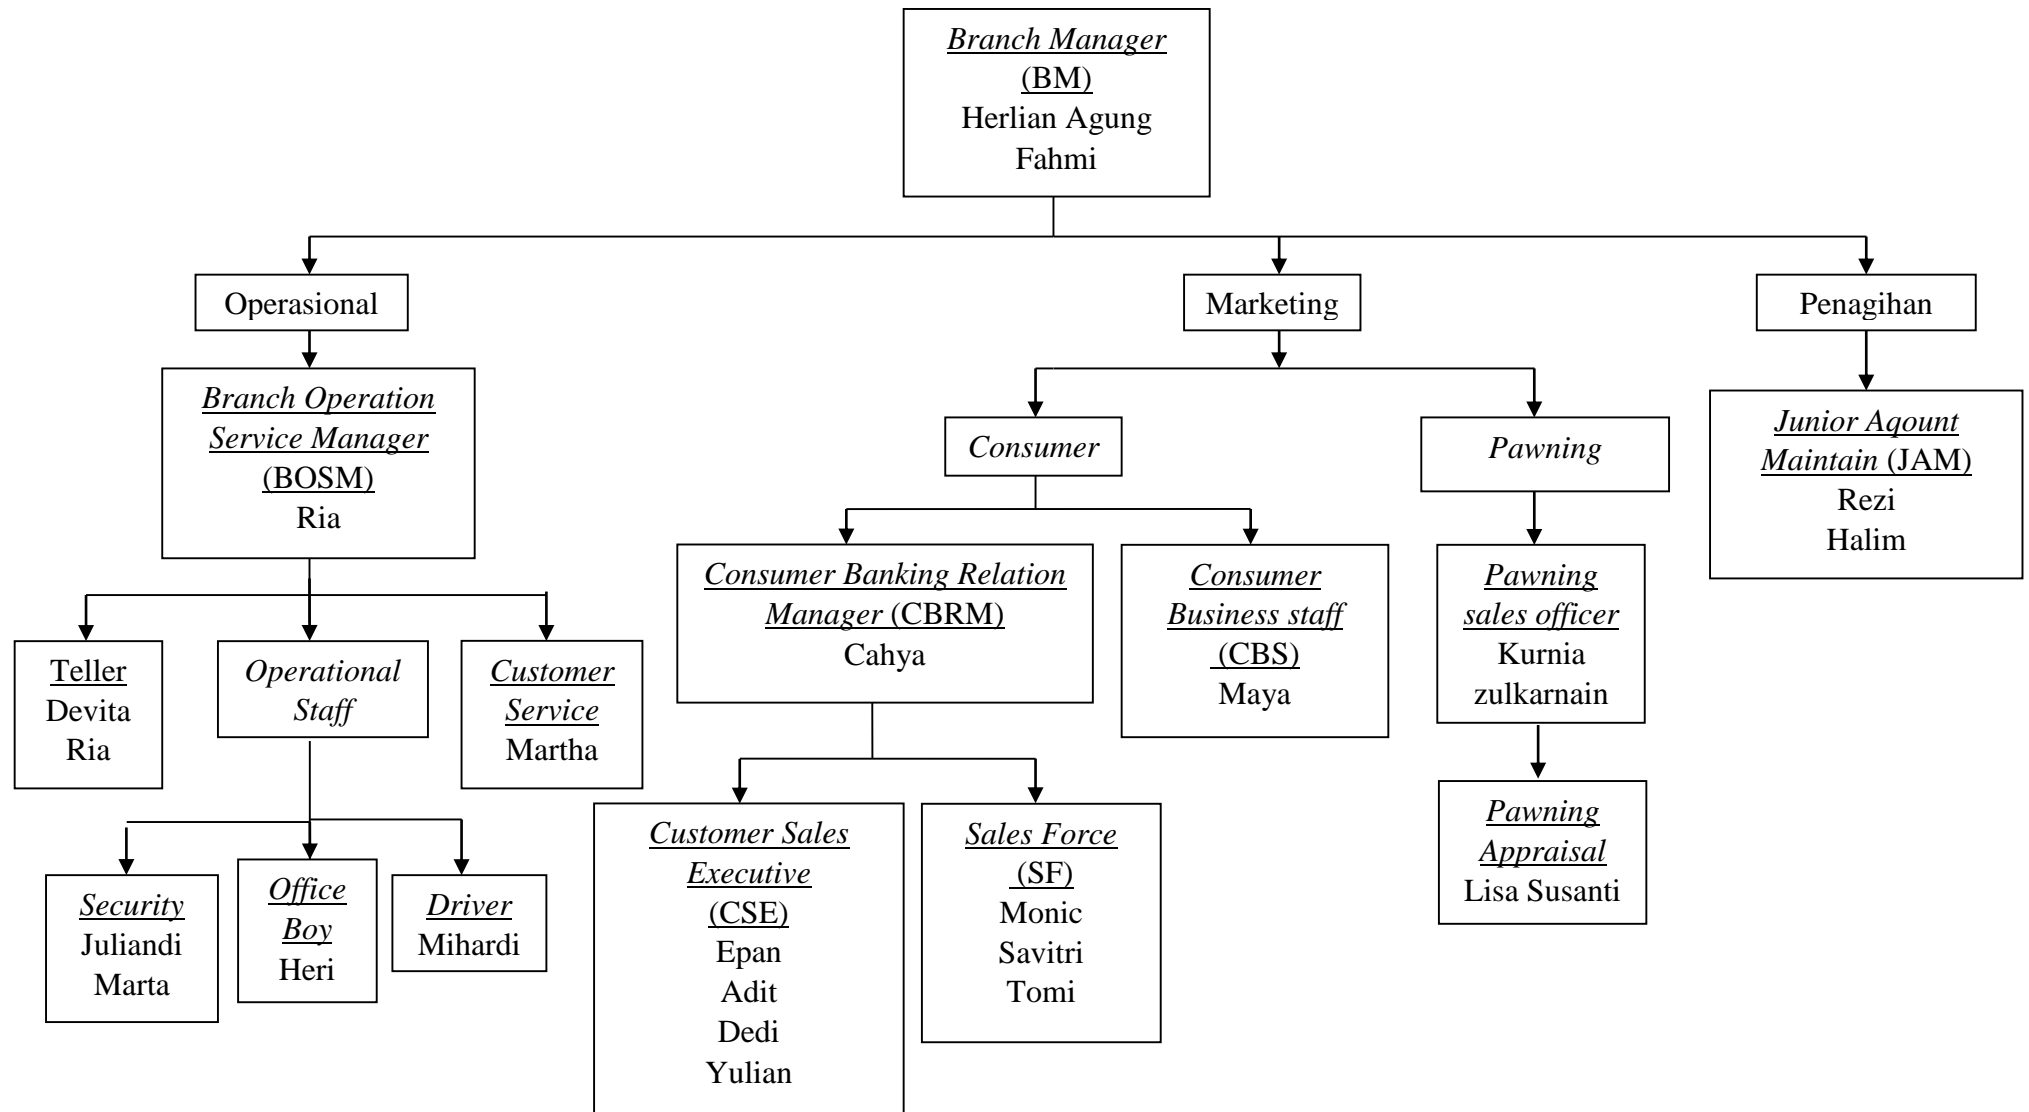 Branch Manager
(BM)
Herlian Agung
Fahmi
Operasional
Marketing
Penagihan
Branch Operation
Service Manager
(BOSM)
Ria
Consumer
Pawning
Junior Aqount
Maintain (JAM)
Rezi
Halim
Consumer Banking Relation
Manager (CBRM)
Cahya
Consumer
Business staff
(CBS)
Maya
Pawning
sales officer
Kurnia
zulkarnain
Teller
Devita
Ria
Operational
Staff
Customer
Service
Martha
Customer Sales
Executive
(CSE)
Epan
Adit
Dedi
Yulian
Sales Force
(SF)
Monic
Savitri
Tomi
Pawning
Appraisal
Lisa Susanti
Security
Juliandi
Marta
Office
Boy
Heri
Driver
Mihardi